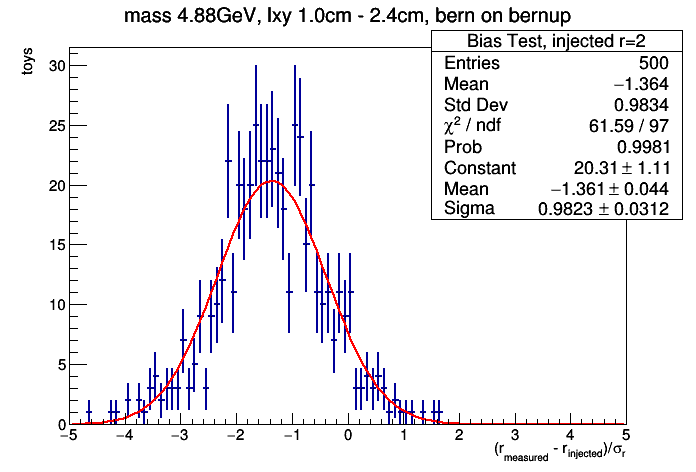 mass 4.88GeV, lxy 1.0cm - 2.4cm, bern on bernup
Bias Test, injected r=2
Entries 500
Mean −1.364
Std Dev 0.9834
χ² / ndf 61.59 / 97
Prob 0.9981
Constant 20.31 ± 1.11
Mean −1.361 ± 0.044
Sigma 0.9823 ± 0.0312
toys
30
25
20
15
10
5
0
−5 −4 −3 −2 −1 0 1 2 3 4 5
(r_measured - r_injected)/σ_r